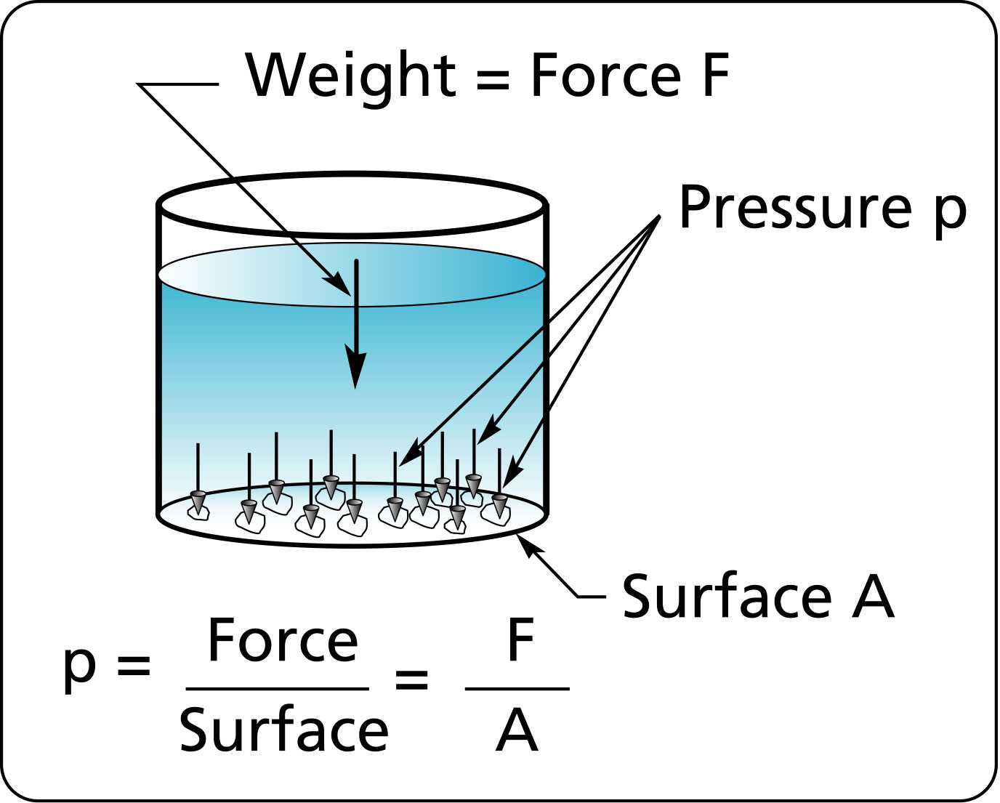 Weight = Force F
Pressure p
Surface A
p = Force / Surface = F / A